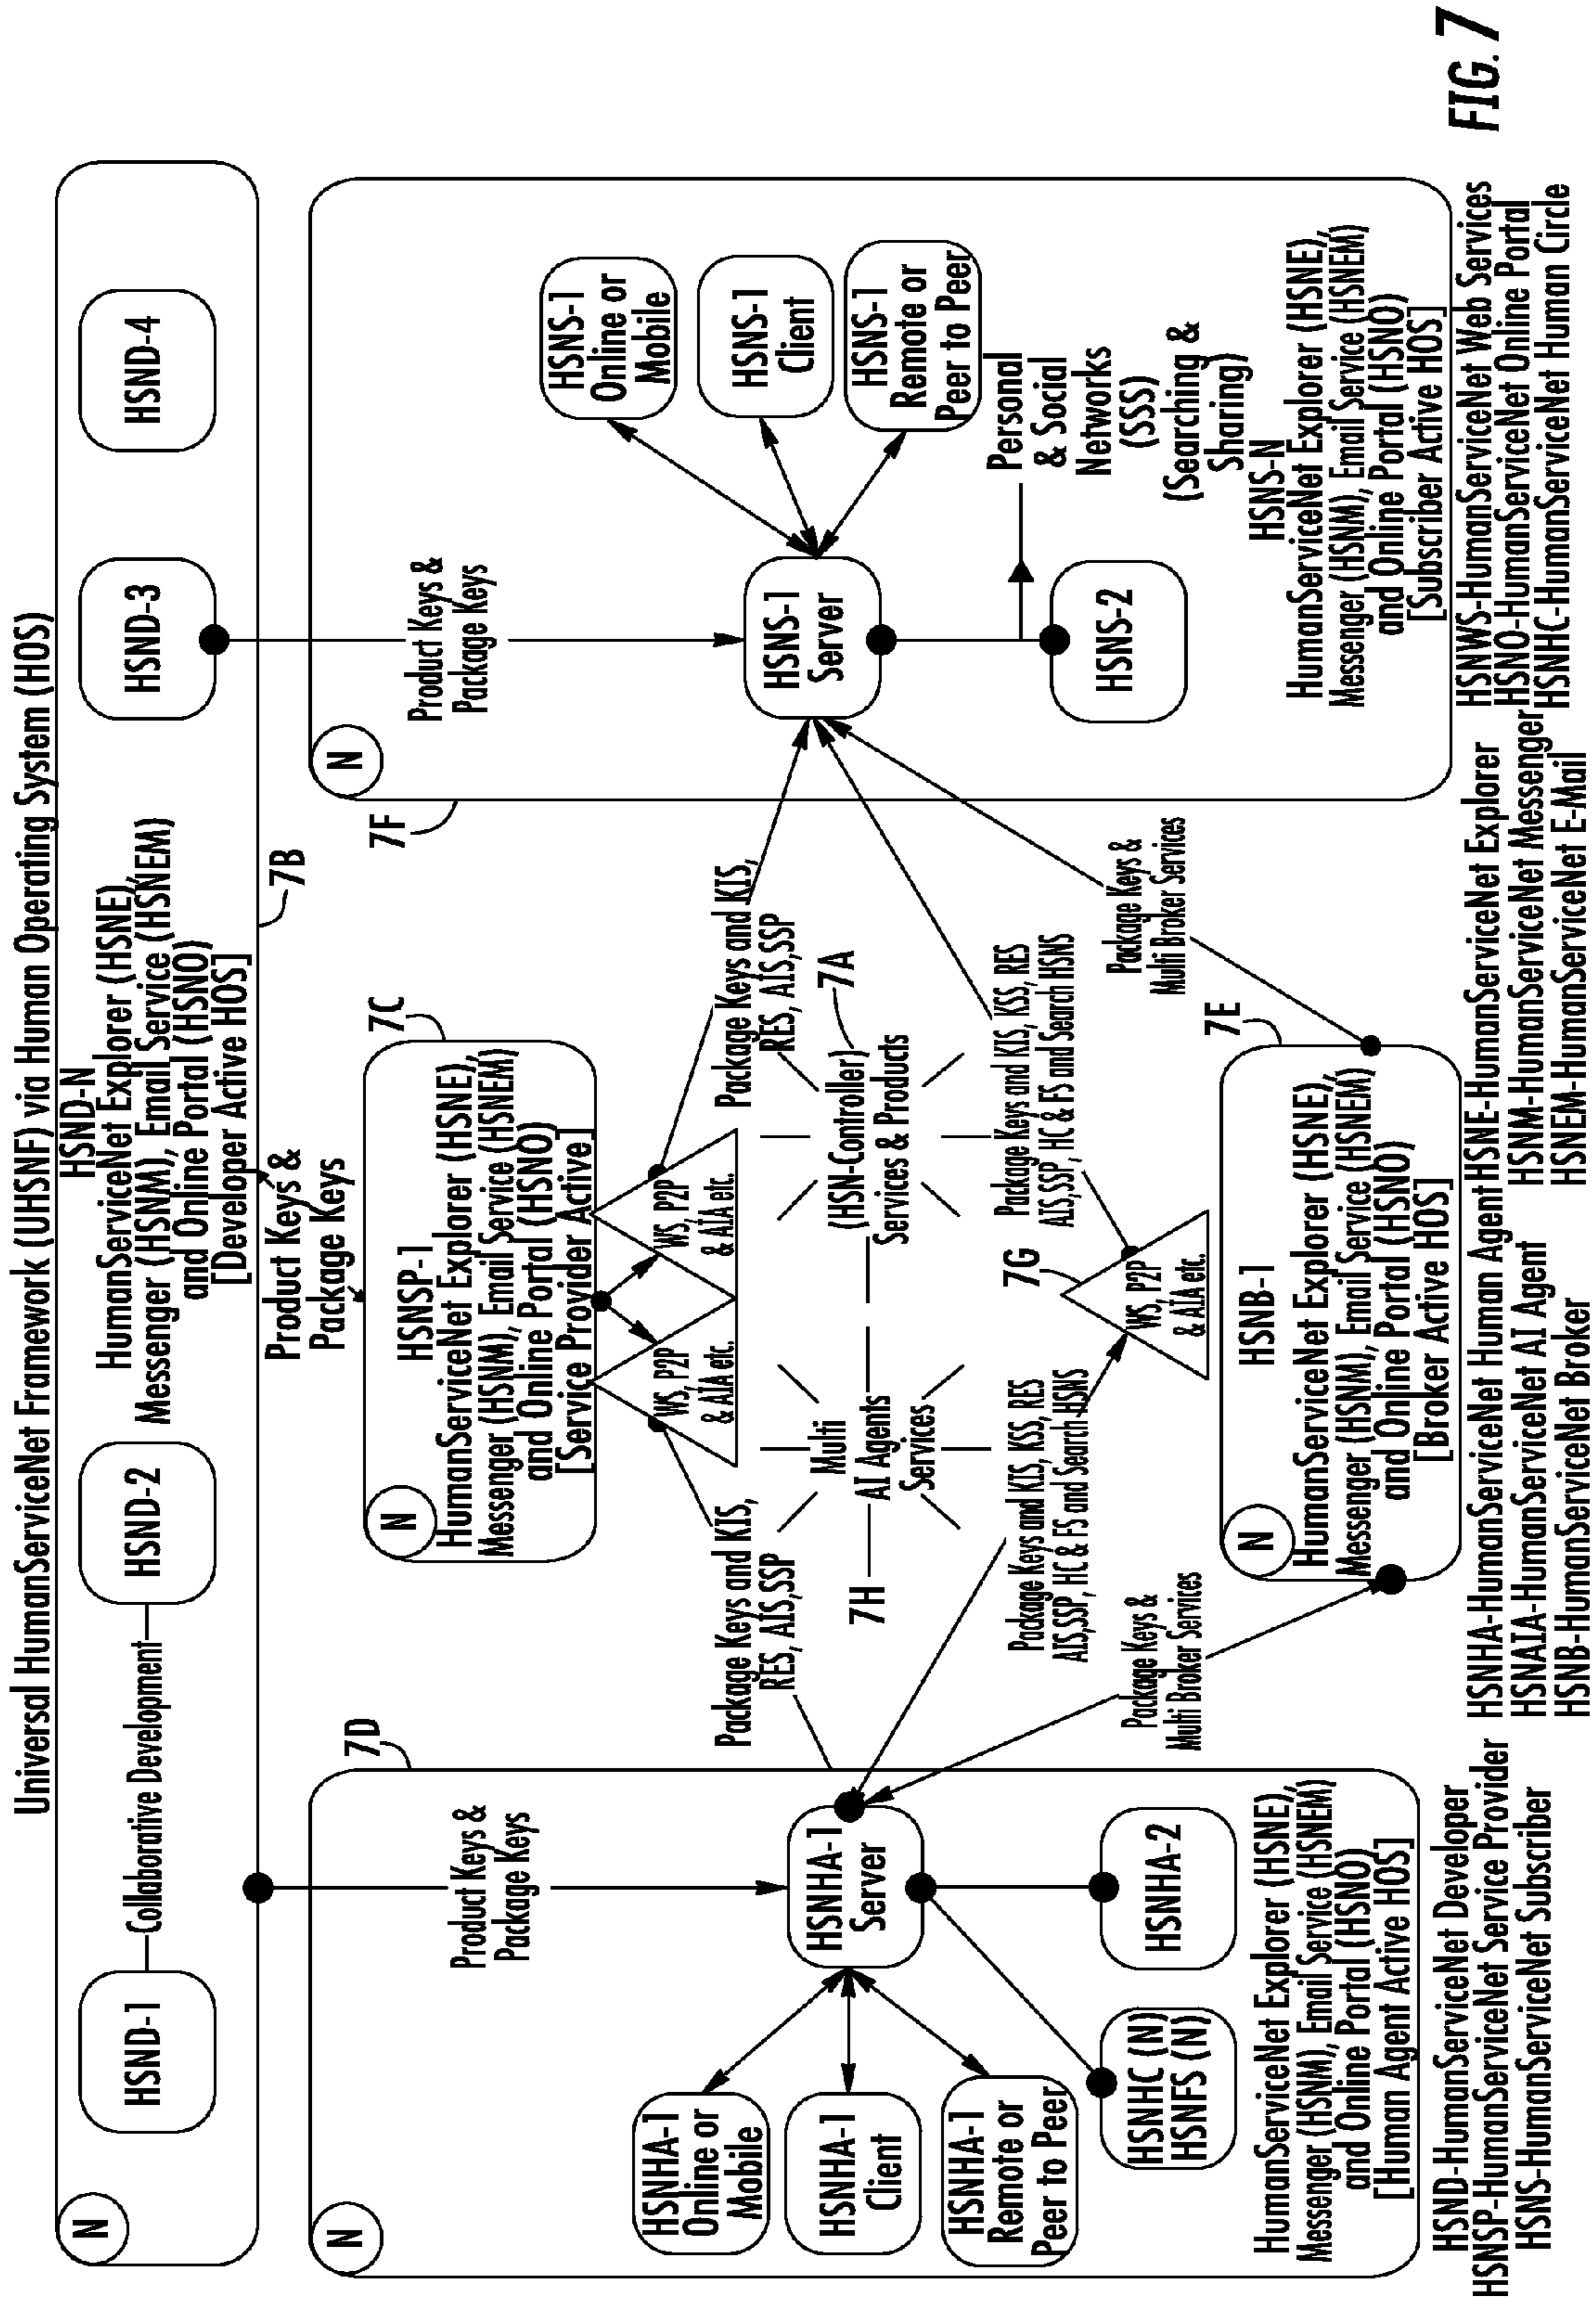 Universal HumanServiceNet Framework (UHSNF) via Human Operating System (HOS)
N
HSND-1
Collaborative Development
HSND-2
HSND-N
HumanServiceNet Explorer (HSNE),
Messenger (HSNM), Email Service (HSNEM)
and Online Portal (HSNO)
[Developer Active HOS]
HSND-3
HSND-4
7B
Product Keys &
Package Keys
7D
N
Product Keys &
Package Keys
HSNHA-1
Online or
Mobile
HSNHA-1
Client
HSNHA-1
Remote or
Peer to Peer
HSNHA-1
Server
HSNHC (N)
HSNFS (N)
HSNHA-2
HumanServiceNet Explorer (HSNE),
Messenger (HSNM), Email Service (HSNEM)
and Online Portal (HSNO)
[Human Agent Active HOS]
7C
N
HSNSP-1
HumanServiceNet Explorer (HSNE),
Messenger (HSNM), Email Service (HSNEM)
and Online Portal (HSNO)
[Service Provider Active]
WS, P2P
& AIA etc.
WS, P2P
& AIA etc.
Package Keys and KIS,
RES, AIS,SSP
Package Keys and KIS,
RES, AIS,SSP
7H
Multi
AI Agents
Services
7A
(HSN-Controller)
Services & Products
Package Keys and KIS, KSS, RES
AIS,SSP, HC & FS and Search HSNS
Package Keys and KIS, KSS, RES
AIS,SSP, HC & FS and Search HSNS
7G
WS, P2P
& AIA etc.
Package Keys &
Multi Broker Services
Package Keys &
Multi Broker Services
7E
N
HSNB-1
HumanServiceNet Explorer (HSNE),
Messenger (HSNM), Email Service (HSNEM)
and Online Portal (HSNO)
[Broker Active HOS]
7F
N
Product Keys &
Package Keys
HSNS-1
Server
HSNS-1
Online or
Mobile
HSNS-1
Client
HSNS-1
Remote or
Peer to Peer
HSNS-2
Personal
& Social
Networks
(SSS)
(Searching &
Sharing)
HSNS-N
HumanServiceNet Explorer (HSNE),
Messenger (HSNM), Email Service (HSNEM)
and Online Portal (HSNO)
[Subscriber Active HOS]
HSND-HumanServiceNet Developer
HSNSP-HumanServiceNet Service Provider
HSNS-HumanServiceNet Subscriber
HSNHA-HumanServiceNet Human Agent
HSNAIA-HumanServiceNet AI Agent
HSNB-HumanServiceNet Broker
HSNE-HumanServiceNet Explorer
HSNM-HumanServiceNet Messenger
HSNEM-HumanServiceNet E-Mail
HSNWS-HumanServiceNet Web Services
HSNO-HumanServiceNet Online Portal
HSNHC-HumanServiceNet Human Circle
FIG. 7